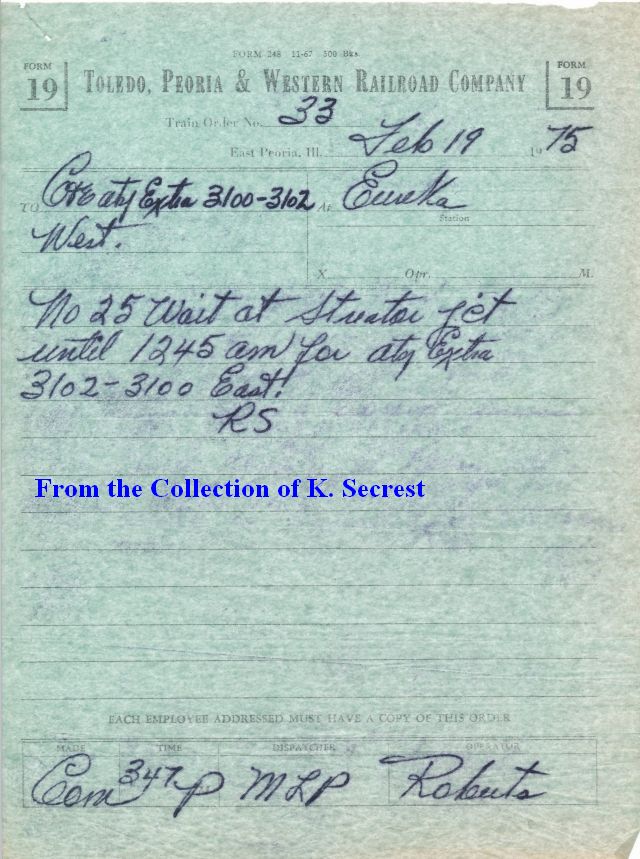 FORM 248 11-67 500 Bks
FORM 19
TOLEDO, PEORIA & WESTERN RAILROAD COMPANY
FORM 19
Train Order No. 33
East Peoria, Ill. Feb 19 1975
TO C&E aty Extra 3100-3102 At Eureka
Station
West.
X Opr. M.
No 25 Wait at Streator Jct
until 1245 am for aty Extra
3102-3100 East.
RS
From the Collection of K. Secrest
EACH EMPLOYEE ADDRESSED MUST HAVE A COPY OF THIS ORDER
MADE TIME DISPATCHER OPERATOR
Com 347 P MLP Roberts